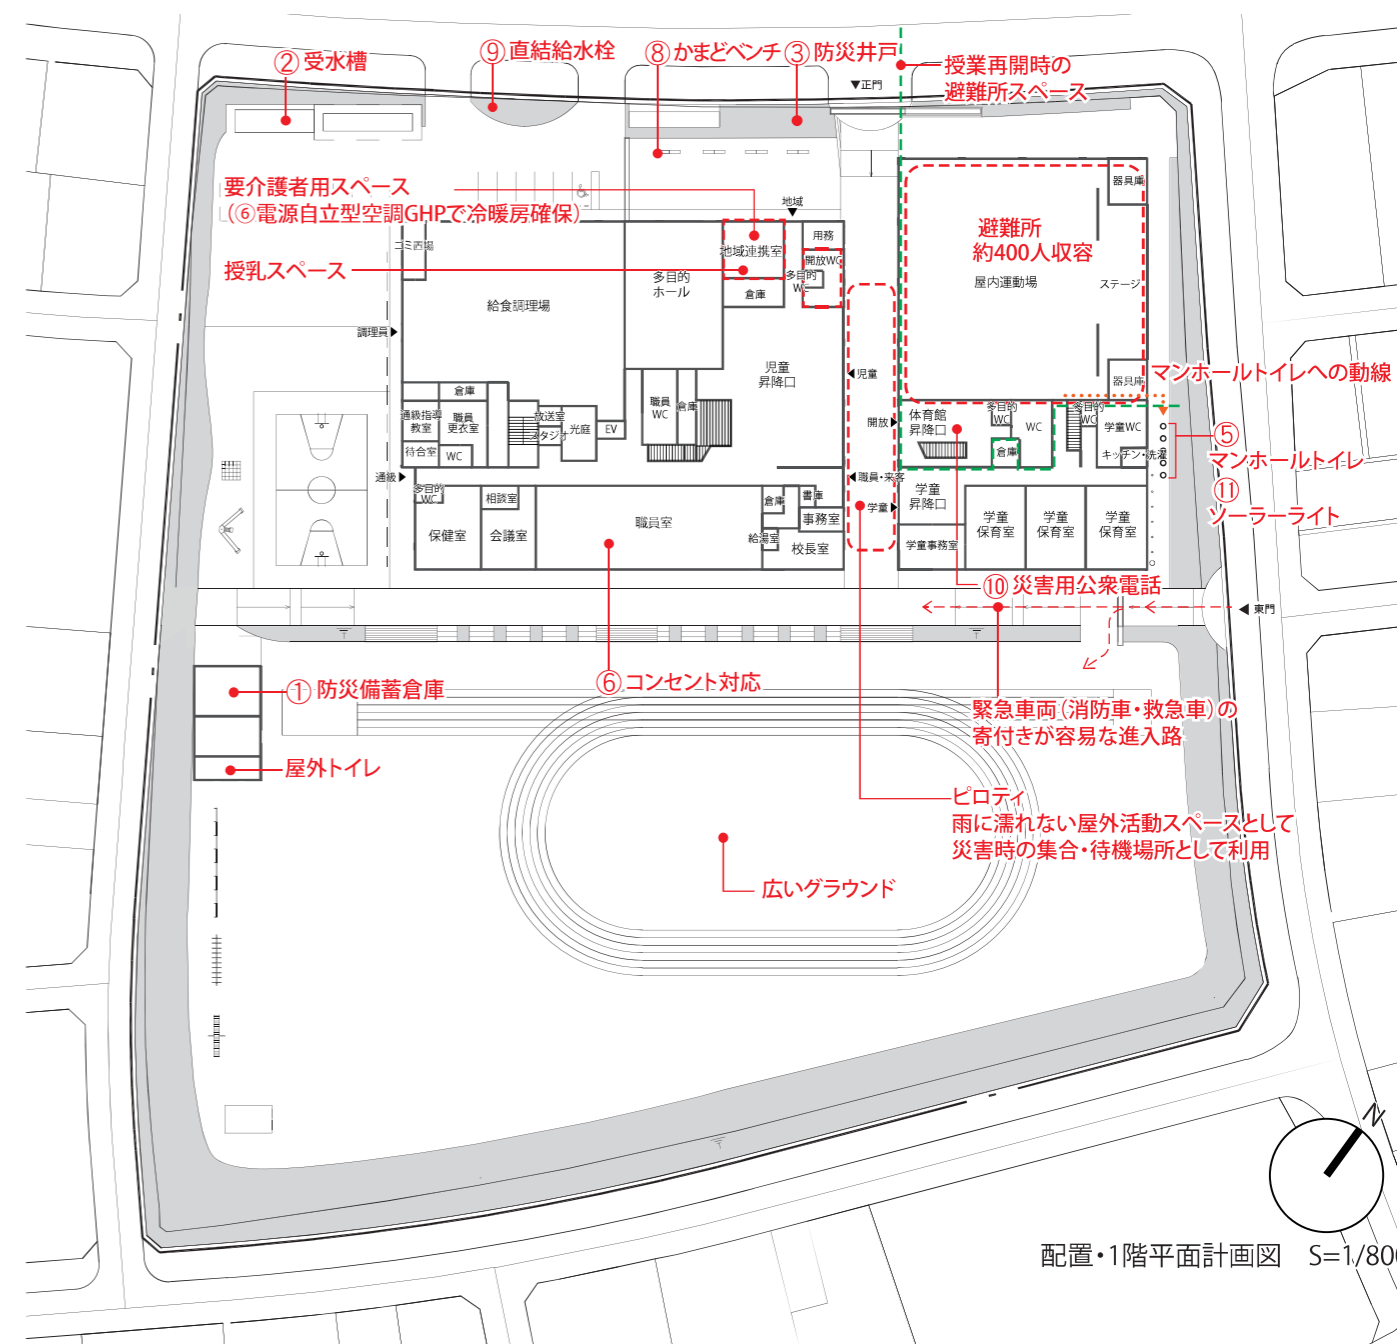 ② 受水槽
⑨ 直結給水栓
⑧ かまどベンチ
③ 防災井戸
▼正門
授業再開時の
避難所スペース
要介護者用スペース
(⑥電源自立型空調GHPで冷暖房確保)
授乳スペース
地域
ゴミ置場
地域連携室
用務
開放WC
多目的
WC
倉庫
多目的
ホール
給食調理場
調理員
避難所
約400人収容
屋内運動場
ステージ
器具庫
器具庫
児童
昇降口
児童
マンホールトイレへの動線
倉庫
通級指導
教室
職員
更衣室
待合室
WC
放送室
スタジオ
光庭
EV
職員
WC
倉庫
開放
体育館
昇降口
多目的
WC
WC
倉庫
多目的
WC
学童WC
キッチン・洗濯
⑤
マンホールトイレ
⑪
ソーラーライト
通級
多目的
WC
相談室
保健室
会議室
職員室
倉庫
書庫
給湯室
事務室
校長室
職員・来客
学童
学童
昇降口
学童事務室
学童
保育室
学童
保育室
学童
保育室
⑩ 災害用公衆電話
東門
① 防災備蓄倉庫
⑥ コンセント対応
緊急車両(消防車・救急車)の
寄付きが容易な進入路
屋外トイレ
ピロティ
雨に濡れない屋外活動スペースとして
災害時の集合・待機場所として利用
広いグラウンド
N
配置・1階平面計画図 S=1/800